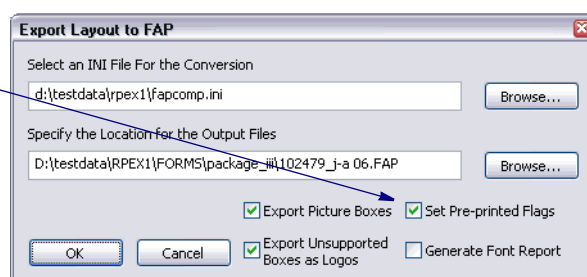 Export Layout to FAP
Select an INI File For the Conversion
d:\testdata\rpex1\fapcomp.ini
Browse...
Specify the Location for the Output Files
D:\testdata\RPEX1\FORMS\package_iii\102479_j-a 06.FAP
Browse...
Export Picture Boxes
Set Pre-printed Flags
OK
Cancel
Export Unsupported
Boxes as Logos
Generate Font Report